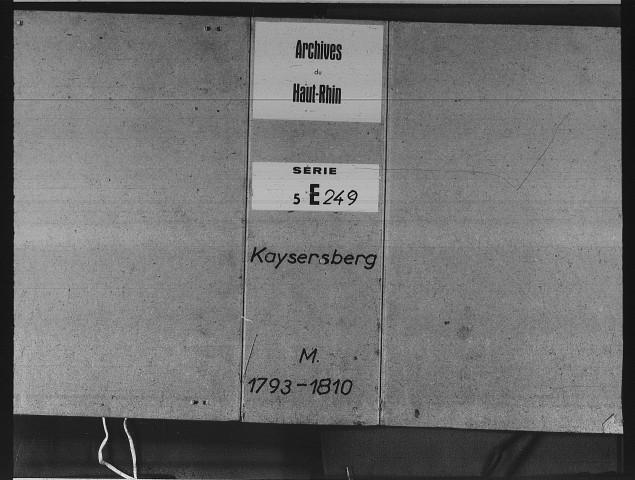 Archives
du
Haut-Rhin
SÉRIE
5 E 249
Kaysersberg
M.
1793-1810